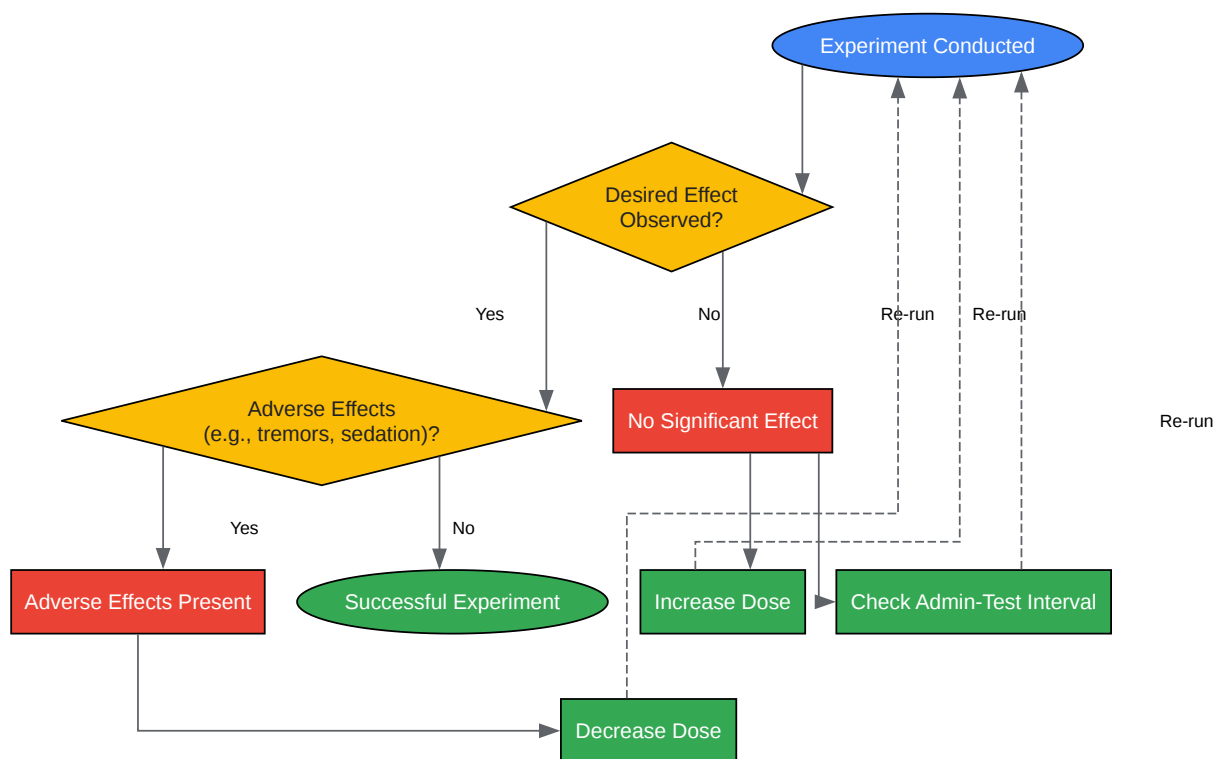 Experiment Conducted
Desired Effect
Observed?
Yes
No
Re-run
Re-run
Adverse Effects
(e.g., tremors, sedation)?
No Significant Effect
Re-run
Yes
No
Adverse Effects Present
Successful Experiment
Increase Dose
Check Admin-Test Interval
Decrease Dose